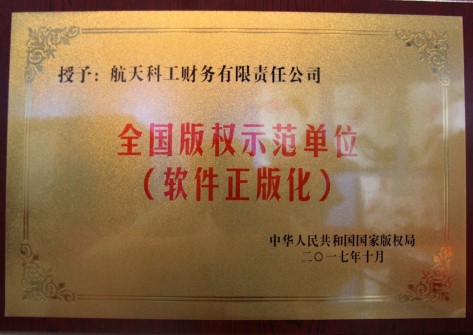 授予：航天科工财务有限责任公司
全国版权示范单位
（软件正版化）
中华人民共和国国家版权局
二〇一七年十月